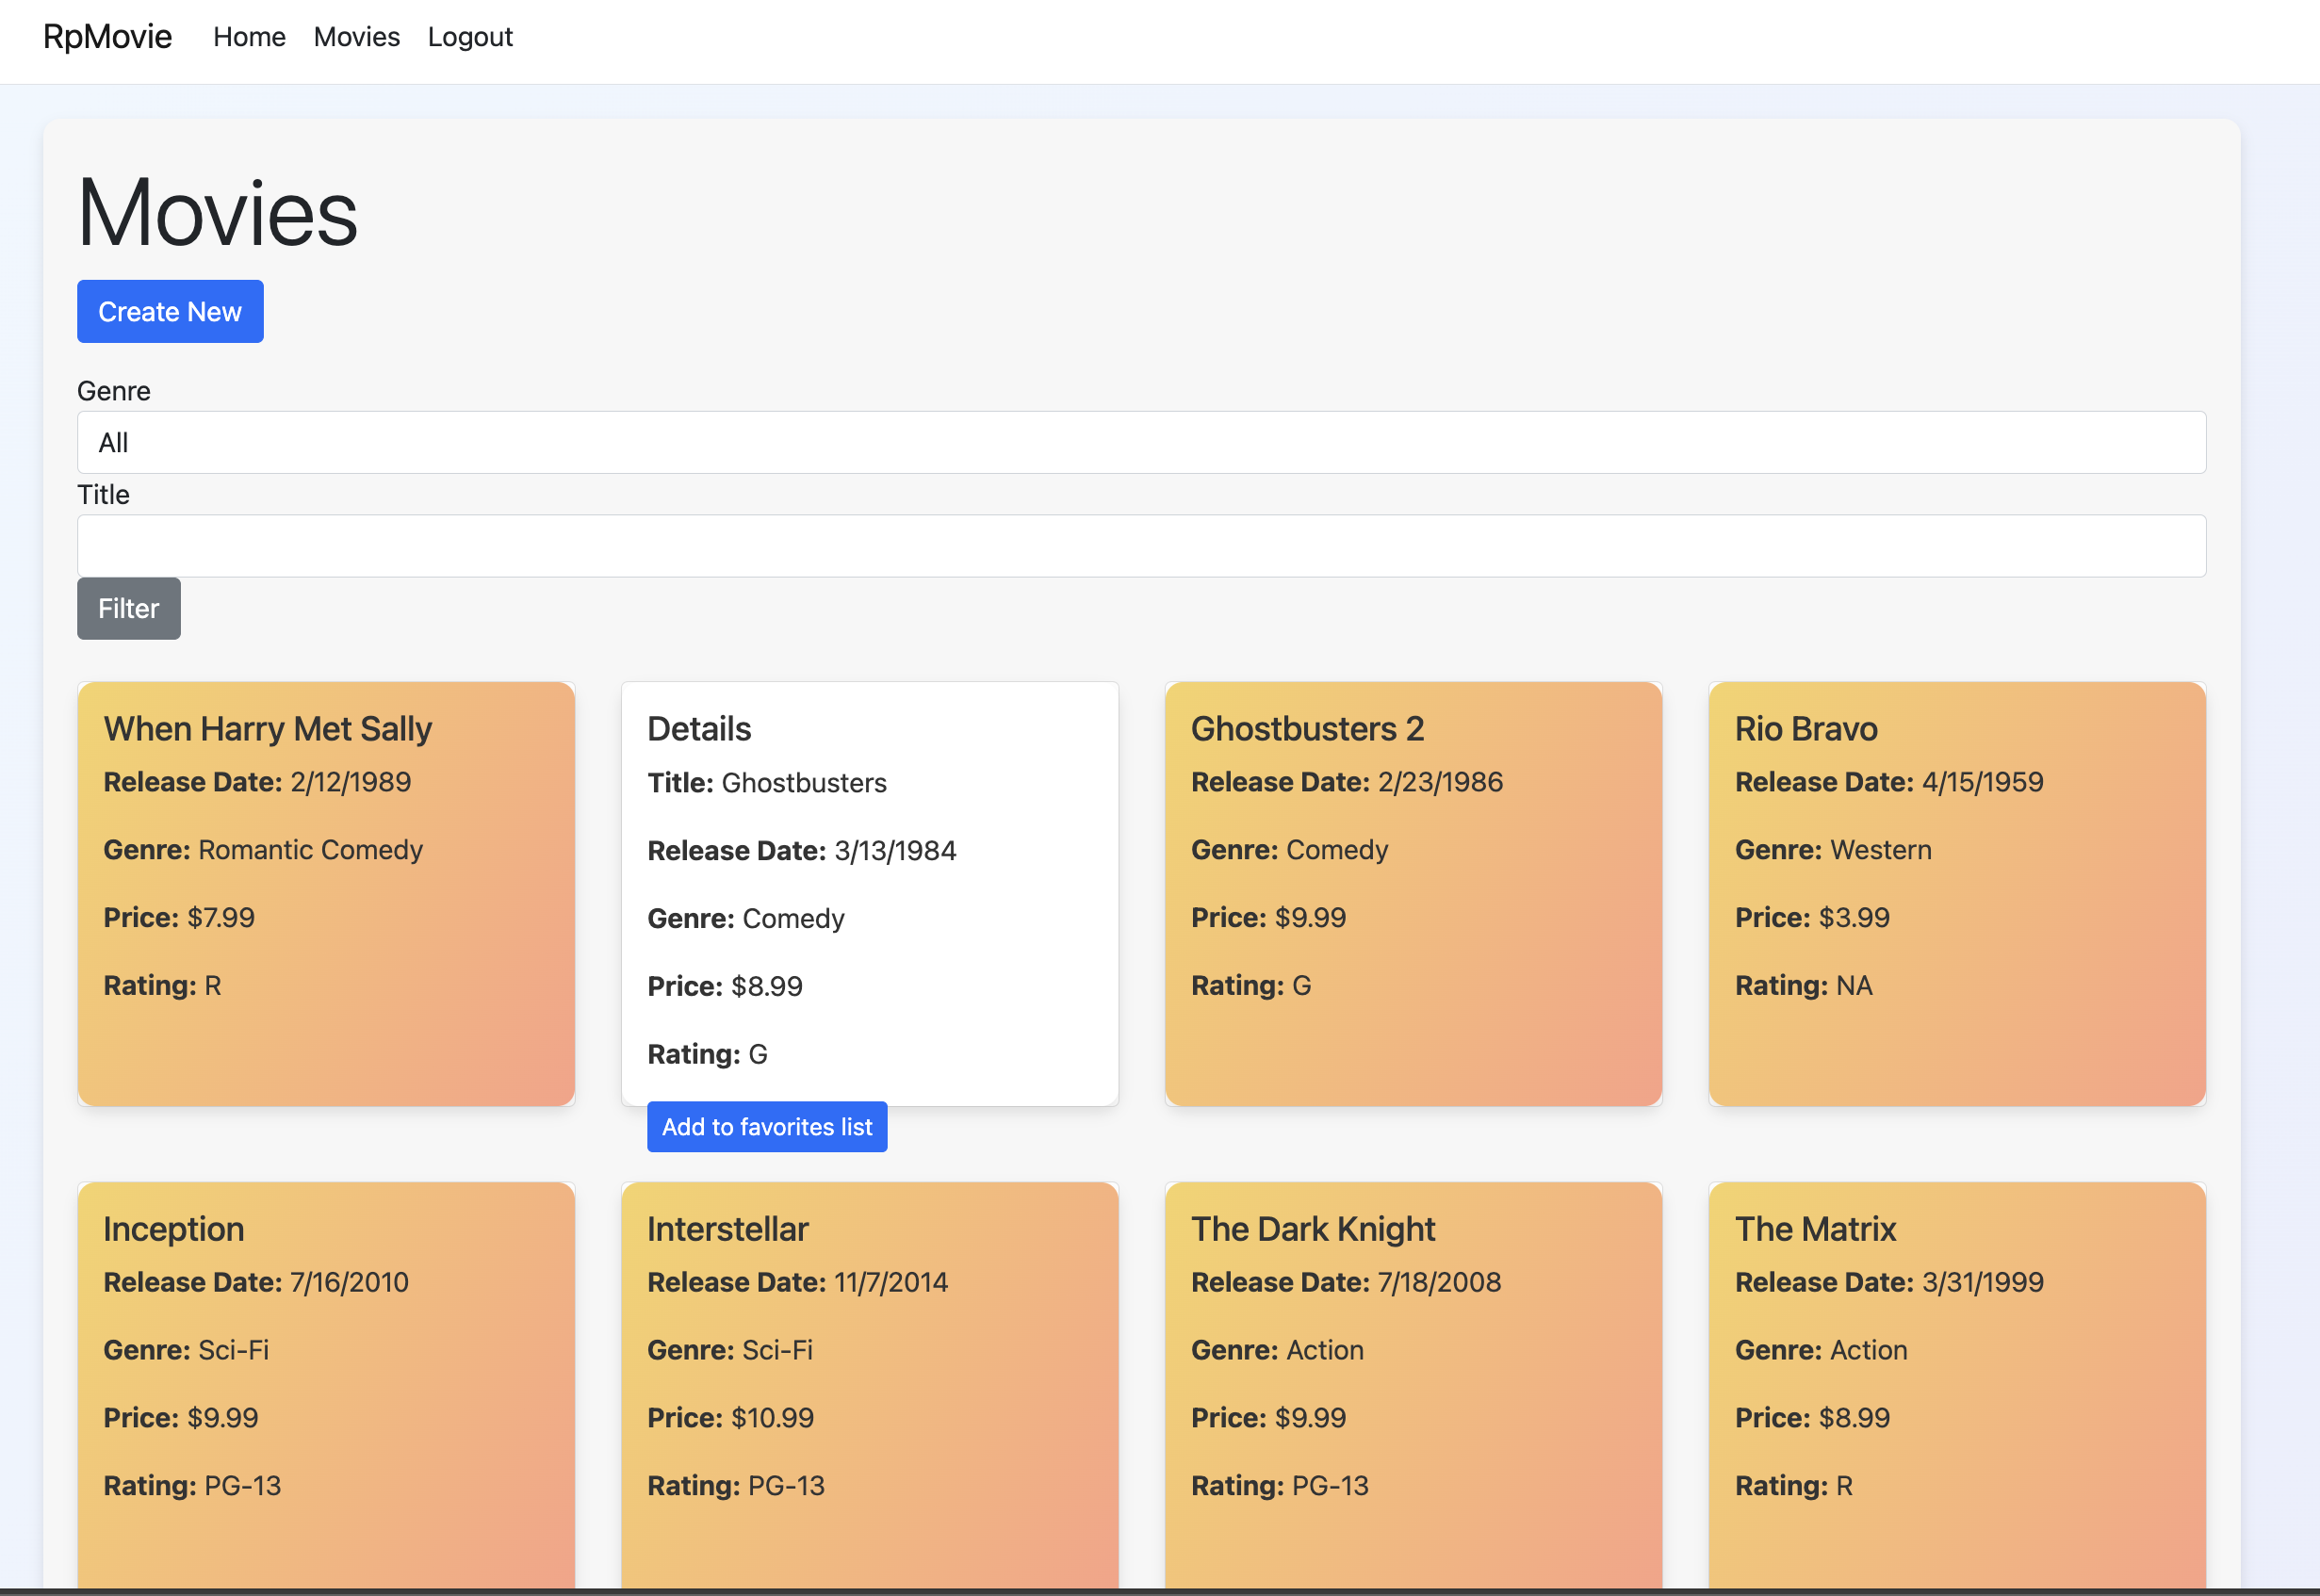 RpMovie Home Movies Logout
Movies
Create New
Genre
All
Title
Filter
When Harry Met Sally
Release Date: 2/12/1989
Genre: Romantic Comedy
Price: $7.99
Rating: R
Details
Title: Ghostbusters
Release Date: 3/13/1984
Genre: Comedy
Price: $8.99
Rating: G
Add to favorites list
Ghostbusters 2
Release Date: 2/23/1986
Genre: Comedy
Price: $9.99
Rating: G
Rio Bravo
Release Date: 4/15/1959
Genre: Western
Price: $3.99
Rating: NA
Inception
Release Date: 7/16/2010
Genre: Sci-Fi
Price: $9.99
Rating: PG-13
Interstellar
Release Date: 11/7/2014
Genre: Sci-Fi
Price: $10.99
Rating: PG-13
The Dark Knight
Release Date: 7/18/2008
Genre: Action
Price: $9.99
Rating: PG-13
The Matrix
Release Date: 3/31/1999
Genre: Action
Price: $8.99
Rating: R